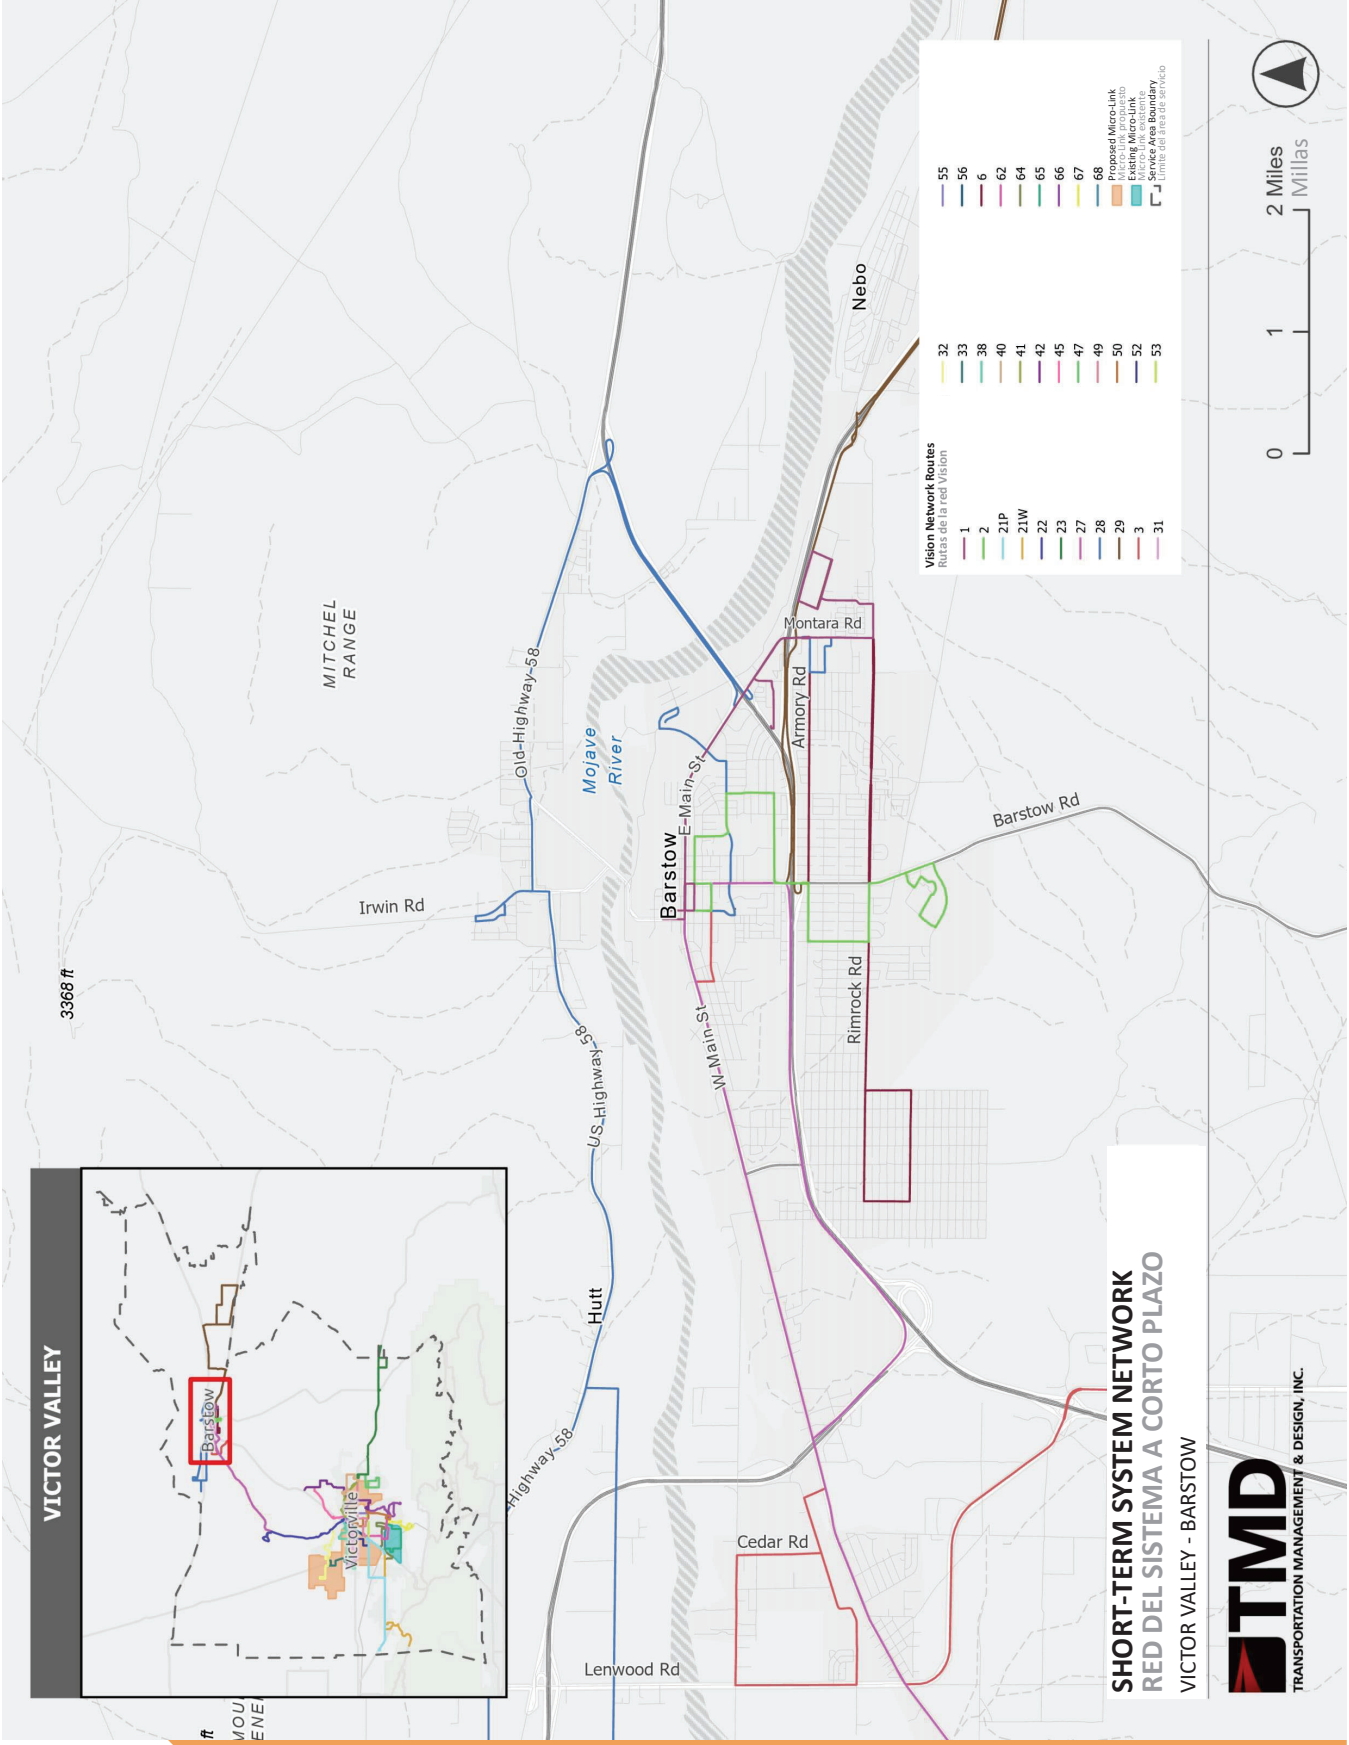 VICTOR VALLEY
Barstow
Victorville
ft
MOU
ENE
3368 ft
MITCHEL
RANGE
Irwin Rd
Old-Highway-58
US Highway 58
Highway-58
Hutt
Lenwood Rd
Cedar Rd
Mojave
River
Barstow
E-Main-St
W-Main-St
Armory Rd
Montara Rd
Rimrock Rd
Barstow Rd
Nebo
Vision Network Routes
Rutas de la red Vision
1
2
21P
21W
22
23
27
28
29
3
31
32
33
38
40
41
42
45
47
49
50
52
53
55
56
6
62
64
65
66
67
68
Proposed Micro-Link
Micro-Link propuesto
Existing Micro-Link
Micro-Link existente
Service Area Boundary
Límite del área de servicio
SHORT-TERM SYSTEM NETWORK
RED DEL SISTEMA A CORTO PLAZO
VICTOR VALLEY - BARSTOW
TMD
TRANSPORTATION MANAGEMENT & DESIGN, INC.
0 1 2 Miles
Millas